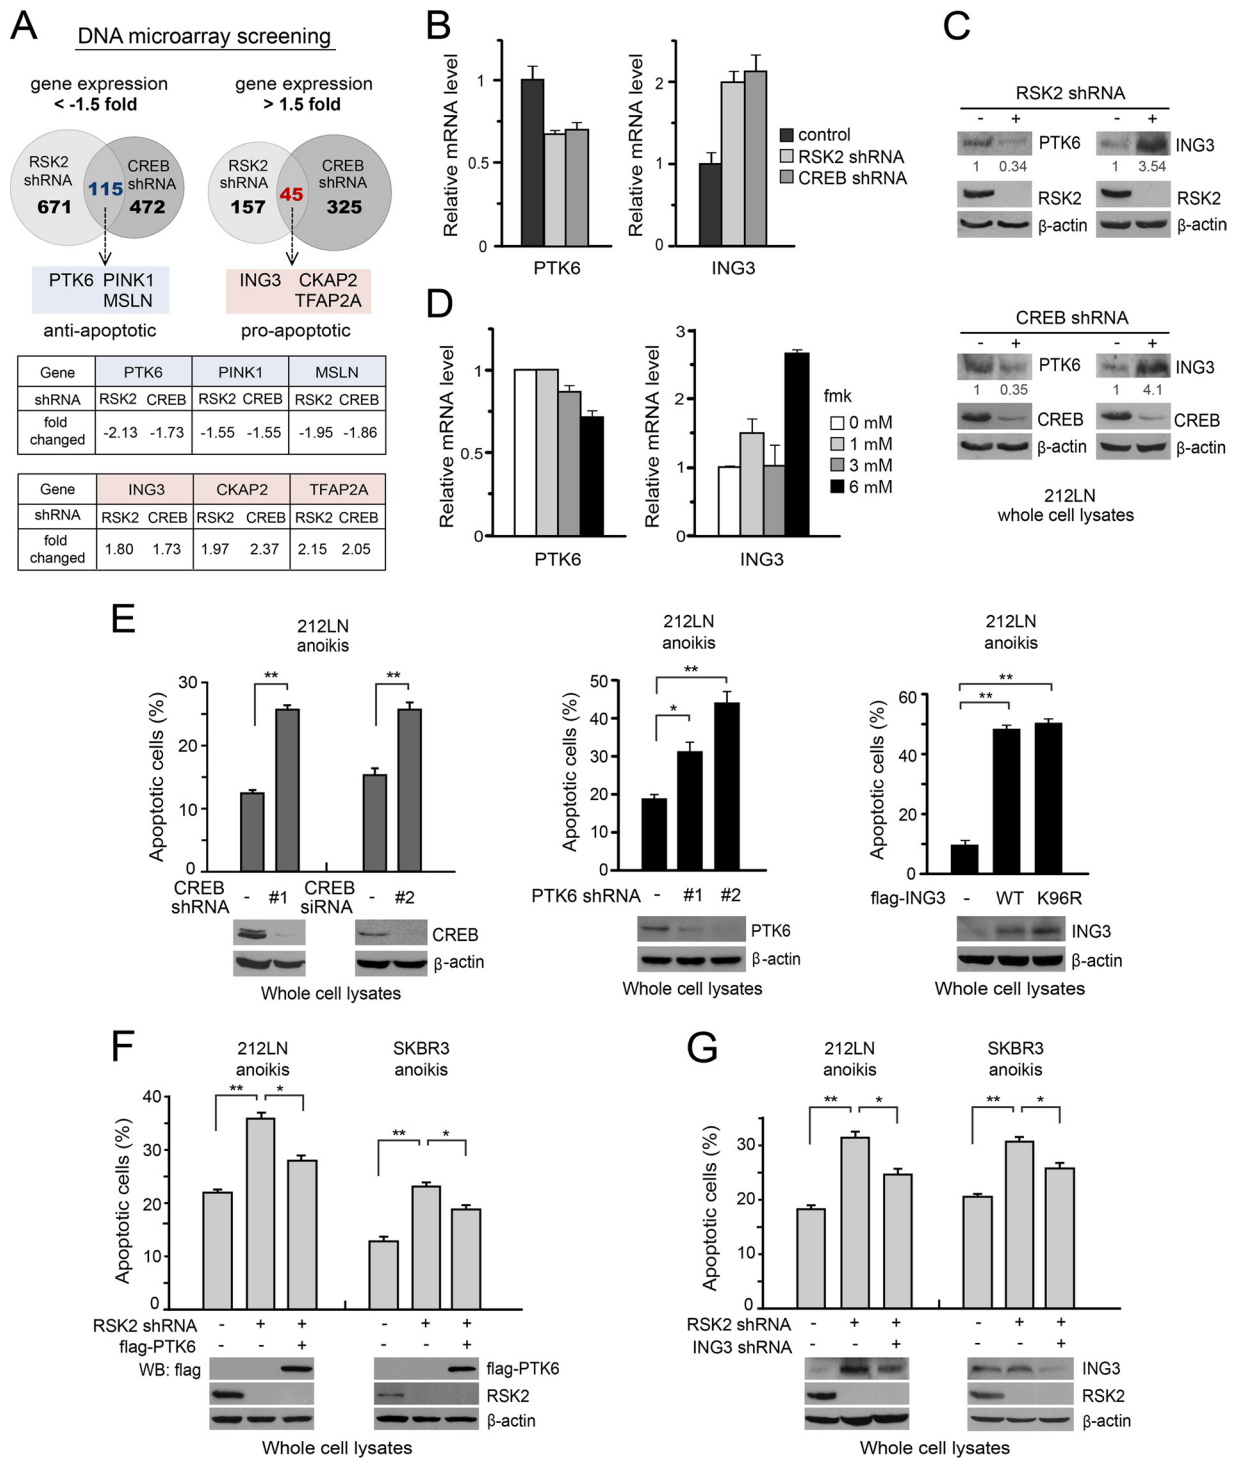 A
DNA microarray screening
gene expression
< -1.5 fold
gene expression
> 1.5 fold
RSK2
shRNA
671
115
CREB
shRNA
472
RSK2
shRNA
157
45
CREB
shRNA
325
PTK6 PINK1
MSLN
anti-apoptotic
ING3 CKAP2
TFAP2A
pro-apoptotic
Gene PTK6 PINK1 MSLN
shRNA RSK2 CREB RSK2 CREB RSK2 CREB
fold
changed -2.13 -1.73 -1.55 -1.55 -1.95 -1.86
Gene ING3 CKAP2 TFAP2A
shRNA RSK2 CREB RSK2 CREB RSK2 CREB
fold
changed 1.80 1.73 1.97 2.37 2.15 2.05
B
Relative mRNA level
1
0.5
0
PTK6
Relative mRNA level
2
1
0
ING3
control
RSK2 shRNA
CREB shRNA
C
RSK2 shRNA
- + - +
PTK6 ING3
1 0.34 1 3.54
RSK2 RSK2
β-actin β-actin
CREB shRNA
- + - +
PTK6 ING3
1 0.35 1 4.1
CREB CREB
β-actin β-actin
212LN
whole cell lysates
D
Relative mRNA level
1
0.5
0
PTK6
Relative mRNA level
3
2
1
0
ING3
fmk
0 mM
1 mM
3 mM
6 mM
E
212LN
anoikis
Apoptotic cells (%)
30
20
10
0
** **
CREB
shRNA - #1
CREB
siRNA - #2
CREB
β-actin
Whole cell lysates
212LN
anoikis
Apoptotic cells (%)
50
40
30
20
10
0
**
*
PTK6 shRNA - #1 #2
PTK6
β-actin
Whole cell lysates
212LN
anoikis
Apoptotic cells (%)
60
40
20
0
**
**
flag-ING3 - WT K96R
ING3
β-actin
Whole cell lysates
F
212LN
anoikis
SKBR3
anoikis
Apoptotic cells (%)
40
30
20
10
0
** *
** *
RSK2 shRNA - + + - + +
flag-PTK6 - - + - - +
WB: flag flag-PTK6
RSK2
β-actin
Whole cell lysates
G
212LN
anoikis
SKBR3
anoikis
Apoptotic cells (%)
30
20
10
0
** *
** *
RSK2 shRNA - + + - + +
ING3 shRNA - - + - - +
ING3
RSK2
β-actin
Whole cell lysates